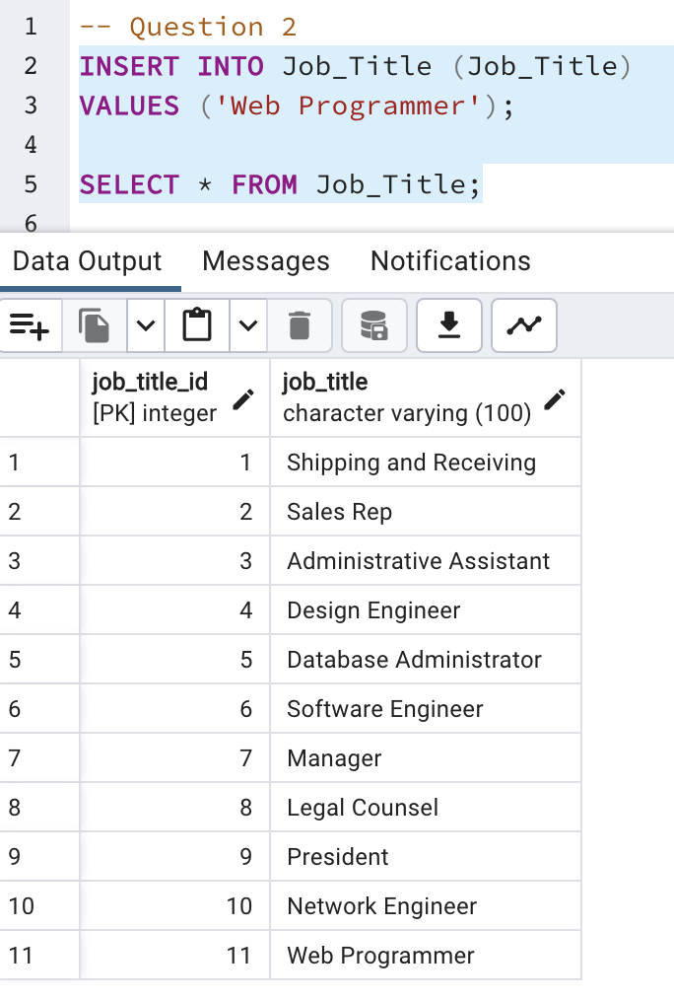 1 -- Question 2
2 INSERT INTO Job_Title (Job_Title)
3 VALUES ('Web Programmer');
4
5 SELECT * FROM Job_Title;
6
Data Output Messages Notifications
job_title_id job_title
[PK] integer character varying (100)
1 1 Shipping and Receiving
2 2 Sales Rep
3 3 Administrative Assistant
4 4 Design Engineer
5 5 Database Administrator
6 6 Software Engineer
7 7 Manager
8 8 Legal Counsel
9 9 President
10 10 Network Engineer
11 11 Web Programmer